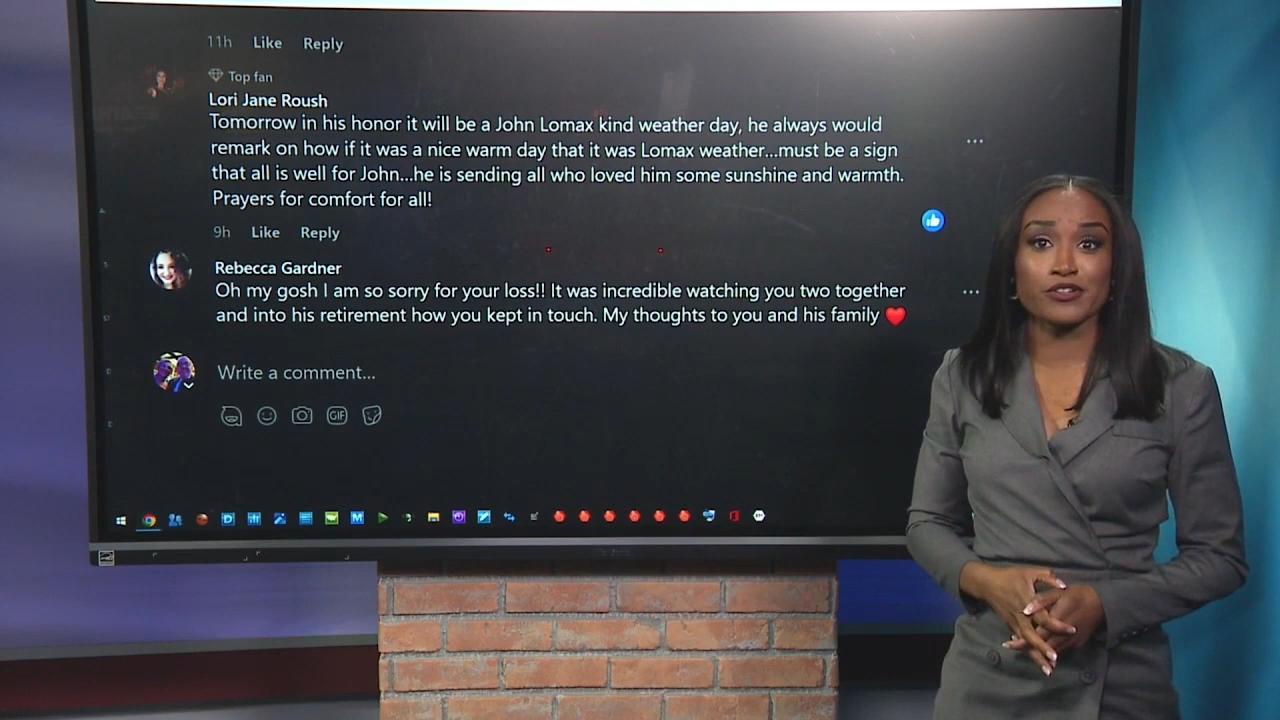 11h Like Reply
Top fan
Lori Jane Roush
Tomorrow in his honor it will be a John Lomax kind weather day, he always would
remark on how if it was a nice warm day that it was Lomax weather...must be a sign
that all is well for John...he is sending all who loved him some sunshine and warmth.
Prayers for comfort for all!
9h Like Reply
Rebecca Gardner
Oh my gosh I am so sorry for your loss!! It was incredible watching you two together
and into his retirement how you kept in touch. My thoughts to you and his family ❤️
Write a comment...
GIF